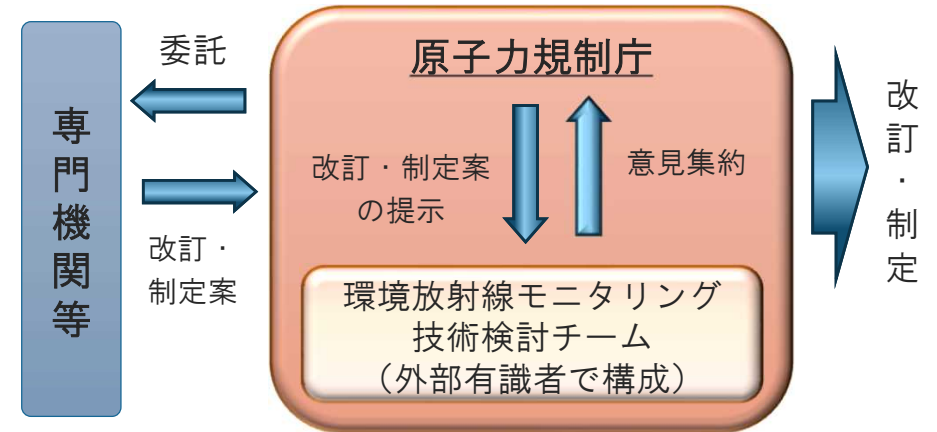 専門機関等
委託
改訂・
制定案
原子力規制庁
改訂・制定案
の提示
意見集約
環境放射線モニタリング
技術検討チーム
（外部有識者で構成）
改訂・制定